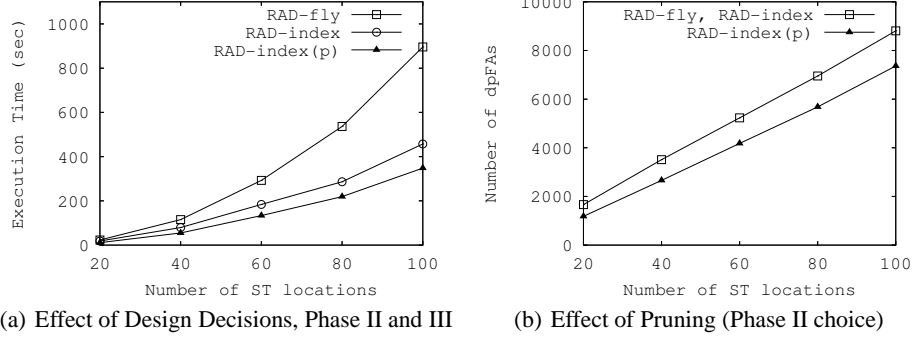 RAD-fly
RAD-index
RAD-index(p)
1000
800
600
400
200
0
Execution Time (sec)
20 40 60 80 100
Number of ST locations
(a) Effect of Design Decisions, Phase II and III
RAD-fly, RAD-index
RAD-index(p)
10000
8000
6000
4000
2000
0
Number of dpFAs
20 40 60 80 100
Number of ST locations
(b) Effect of Pruning (Phase II choice)